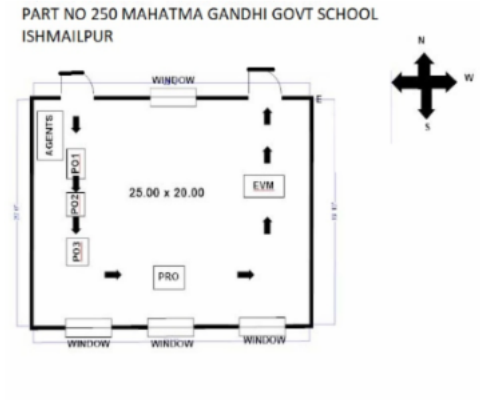 PART NO 250 MAHATMA GANDHI GOVT SCHOOL
ISHMAILPUR
N
W
S
WINDOW
E
AGENTS
PO1
PO2
PO3
25.00 x 20.00
EVM
PRO
WINDOW
WINDOW
WINDOW